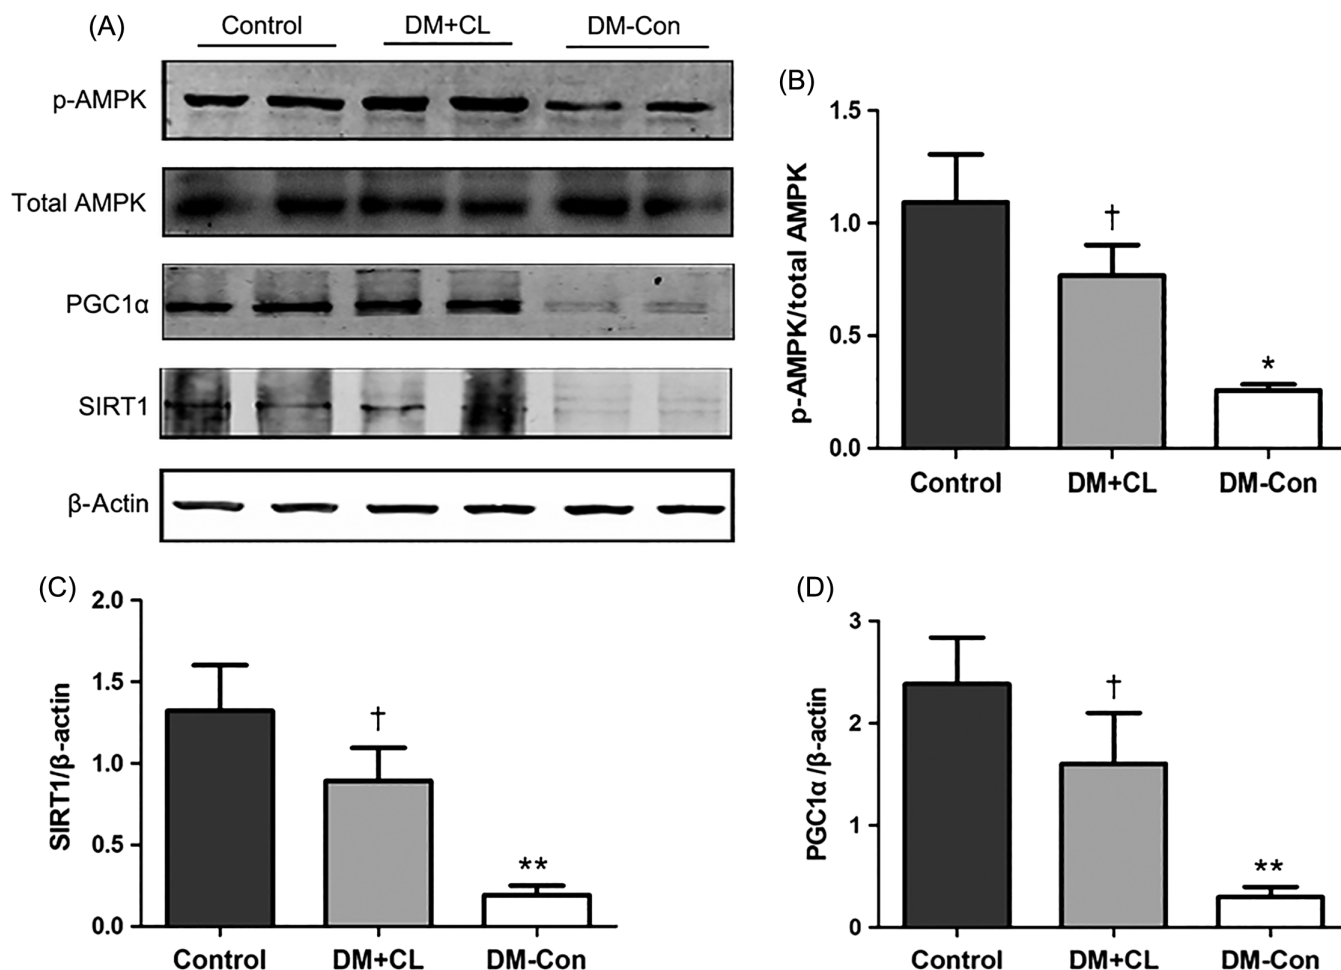 (A) Control DM+CL DM-Con
p-AMPK
Total AMPK
PGC1α
SIRT1
β-Actin
(B)
p-AMPK/total AMPK
1.5
1.0
0.5
0.0
†
*
Control DM+CL DM-Con
(C)
SIRT1/β-actin
2.0
1.5
1.0
0.5
0.0
†
**
Control DM+CL DM-Con
(D)
PGC1α/β-actin
3
2
1
0
†
**
Control DM+CL DM-Con